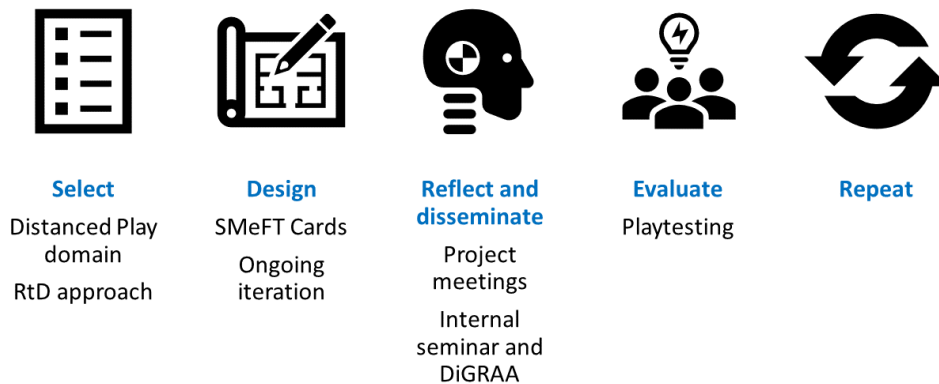 Select
Distanced Play
domain
RtD approach
Design
SMeFT Cards
Ongoing
iteration
Reflect and
disseminate
Project
meetings
Internal
seminar and
DiGRAA
Evaluate
Playtesting
Repeat